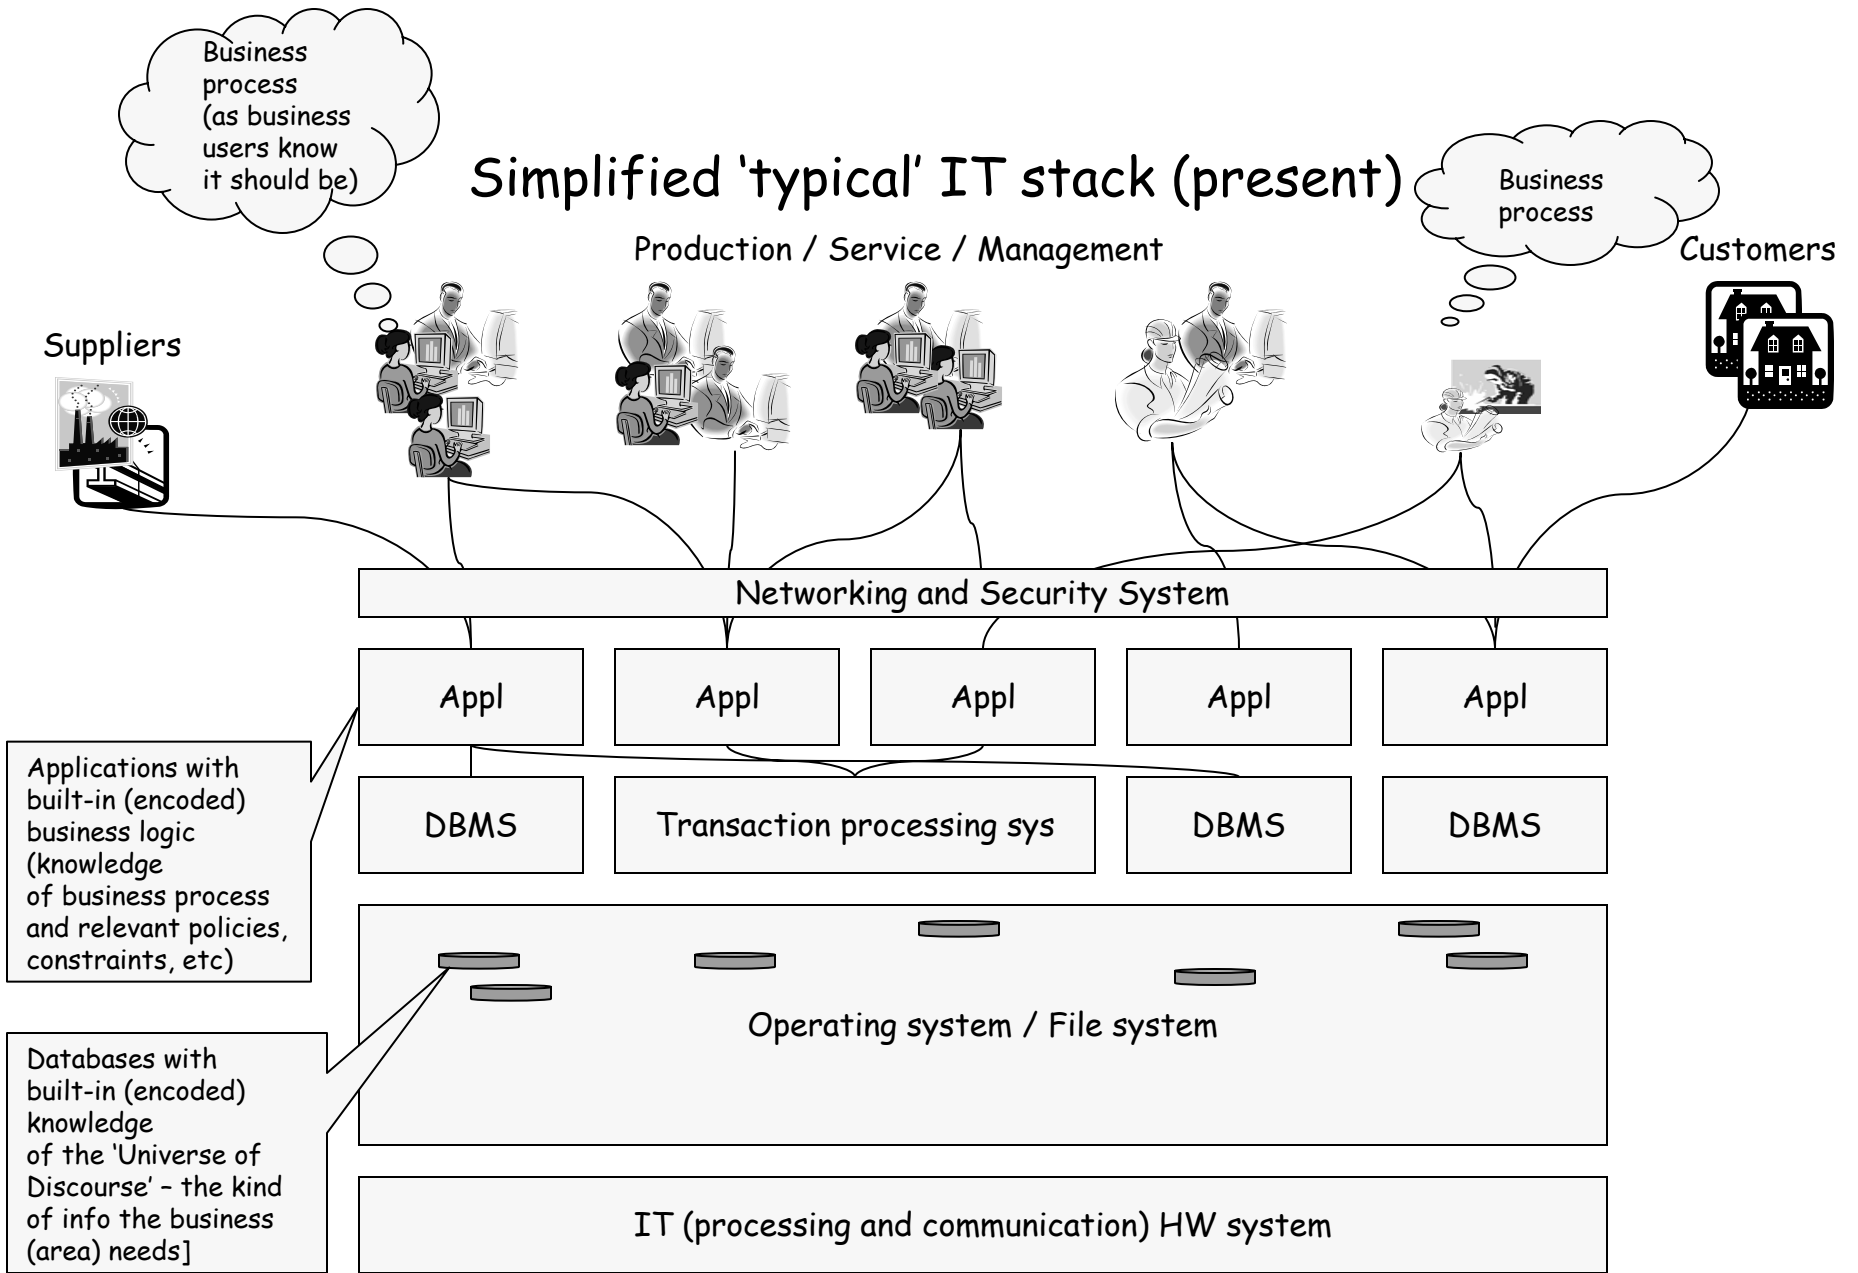 Business
process
(as business
users know
it should be)
Simplified ‘typical’ IT stack (present)
Business
process
Production / Service / Management
Customers
Suppliers
Networking and Security System
Appl
Appl
Appl
Appl
Appl
Applications with
built-in (encoded)
business logic
(knowledge
of business process
and relevant policies,
constraints, etc)
DBMS
Transaction processing sys
DBMS
DBMS
Operating system / File system
Databases with
built-in (encoded)
knowledge
of the ‘Universe of
Discourse’ – the kind
of info the business
(area) needs]
IT (processing and communication) HW system